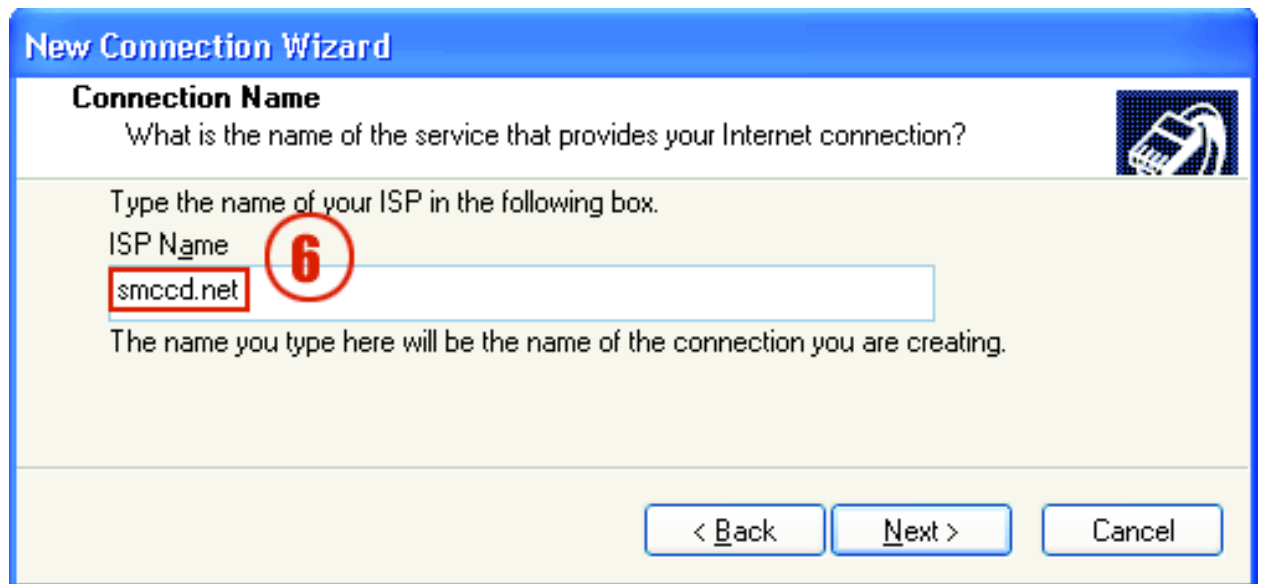 New Connection Wizard
Connection Name
What is the name of the service that provides your Internet connection?
Type the name of your ISP in the following box.
ISP Name
6
smccd.net
The name you type here will be the name of the connection you are creating.
< Back Next > Cancel